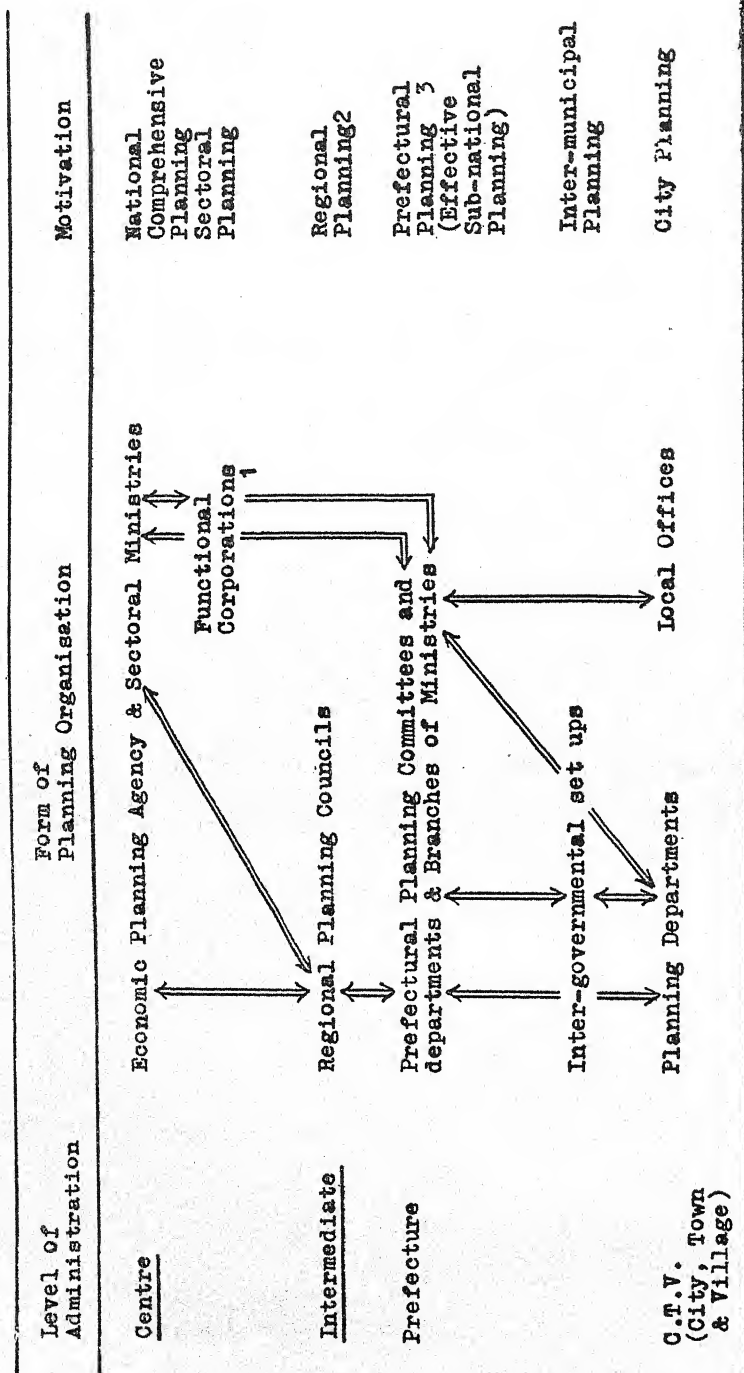 Level of
Administration
Form of
Planning Organisation
Motivation
Centre
Economic Planning Agency & Sectoral Ministries
National
Comprehensive
Planning
Sectoral
Planning
Functional
Corporations 1
Intermediate
Regional Planning Councils
Regional
Planning2
Prefecture
Prefectural Planning Committees and
departments & Branches of Ministries
Prefectural
Planning 3
(Effective
Sub-national
Planning)
Inter-governmental set ups
Inter-municipal
Planning
C.T.V.
(City, Town
& Village)
Planning Departments
Local Offices
City Planning